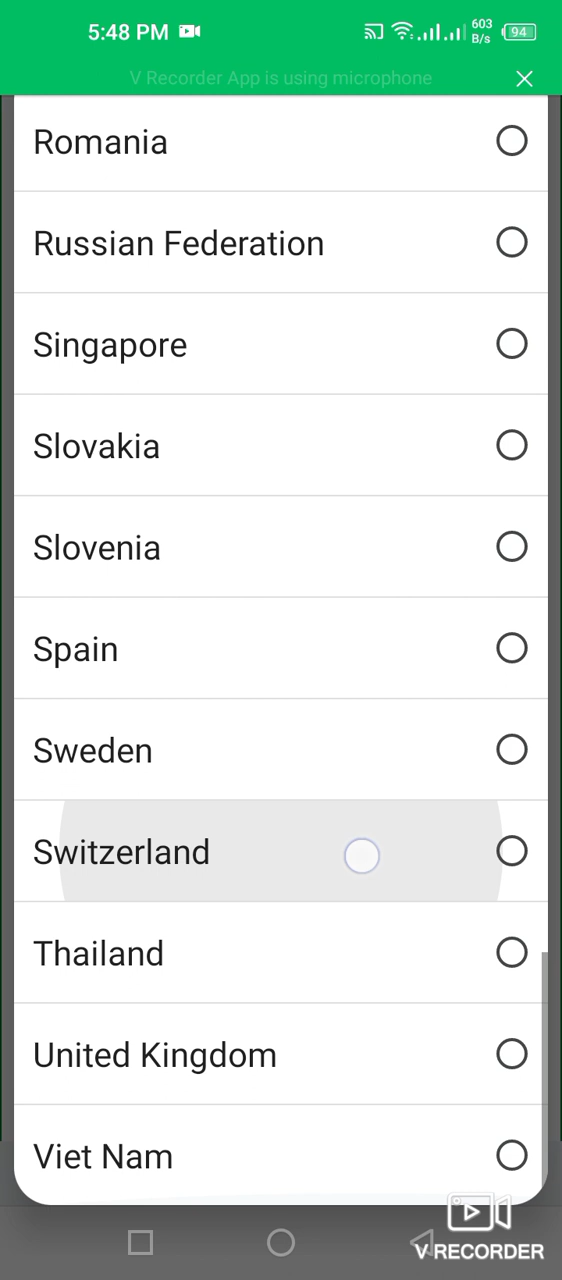 5:48 PM
603
B/s
94
V Recorder App is using microphone
Romania
Russian Federation
Singapore
Slovakia
Slovenia
Spain
Sweden
Switzerland
Thailand
United Kingdom
Viet Nam
V RECORDER